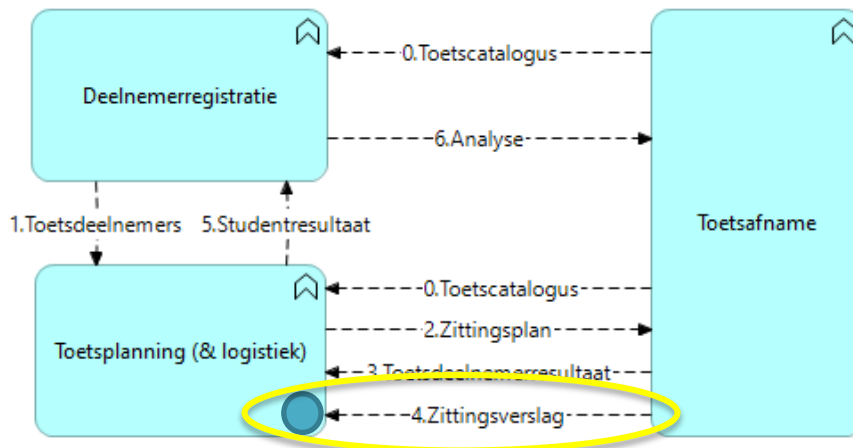 0.Toetscatalogus
Deelnemerregistratie
6.Analyse
1.Toetsdeelnemers
5.Studentresultaat
Toetsafname
0.Toetscatalogus
2.Zittingsplan
Toetsplanning (& logistiek)
3.Toetsdeelnemerresultaat
4.Zittingsverslag